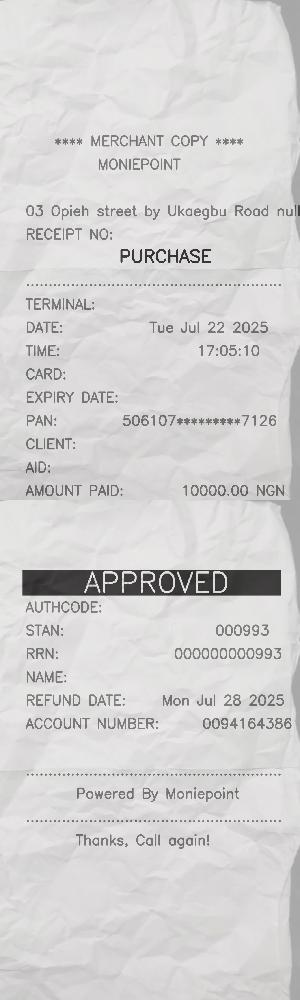 **** MERCHANT COPY ****
MONIEPOINT
03 Opieh street by Ukaegbu Road null
RECEIPT NO:
PURCHASE
TERMINAL:
DATE: Tue Jul 22 2025
TIME: 17:05:10
CARD:
EXPIRY DATE:
PAN: 506107*********7126
CLIENT:
AID:
AMOUNT PAID: 10000.00 NGN
APPROVED
AUTHCODE:
STAN: 000993
RRN: 000000000993
NAME:
REFUND DATE: Mon Jul 28 2025
ACCOUNT NUMBER: 0094164386
Powered By Moniepoint
Thanks, Call again!